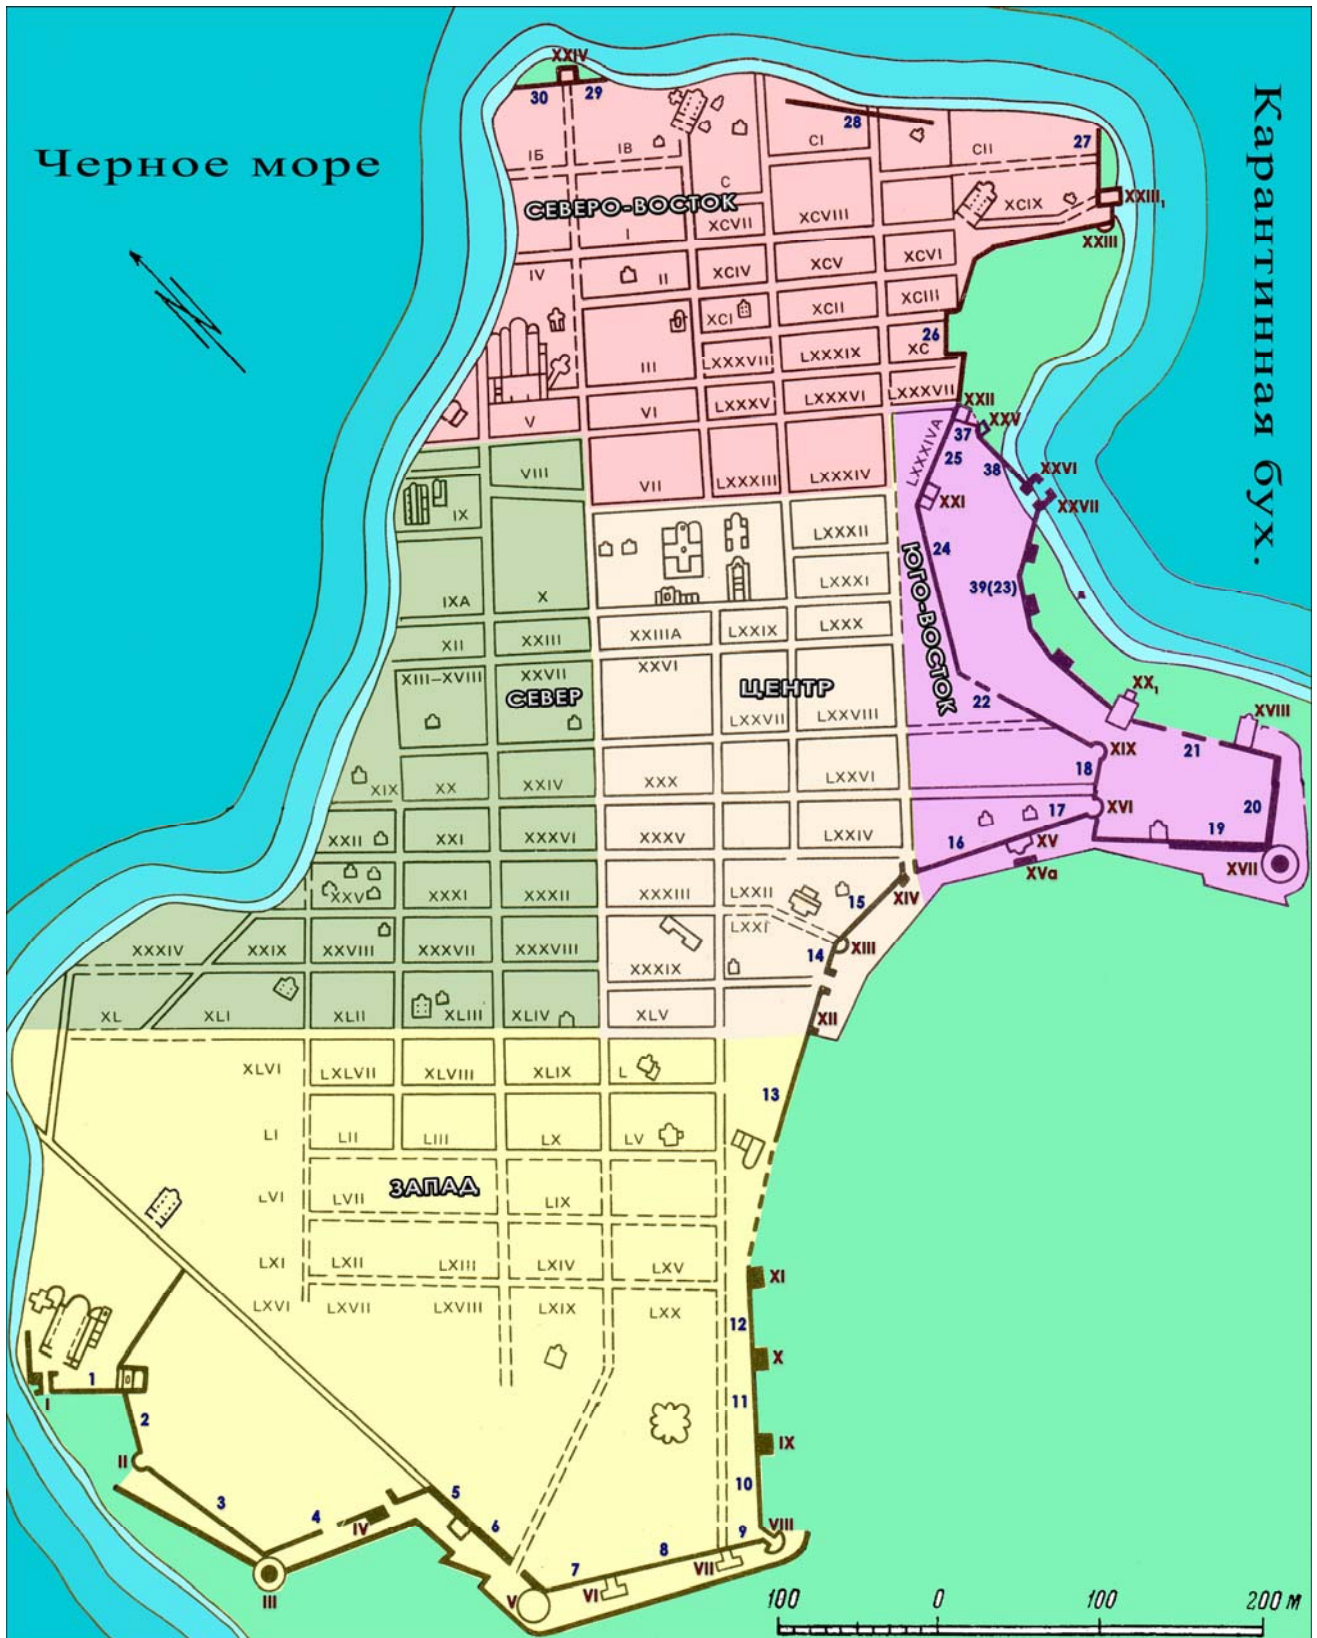 XXIV
30 29
28
27
Черное море
Карантинная бух.
IБ
IВ
CI
CII
C
СЕВЕРО-ВОСТОК
XCIX
XXIII₁
XXIII
I
XCVII
XCVIII
IV
II
XCIV
XCV
XCVI
XCI
XCII
XCIII
26
III
LXXXVII
LXXXIX
XC
V
VI
LXXXV
LXXXVI
LXXXVII
XXII
XXV
37
LXXXIVA
25
38
VIII
VII
LXXXIII
LXXXIV
XXVI
XXI
XXVII
IX
LXXXII
24
ЮГО-ВОСТОК
LXXXI
39(23)
IXA
X
XII
XXIII
XXIIIA
LXXIX
LXXX
XIII–XVIII
XXVII
XXVI
СЕВЕР
ЦЕНТР
22
XX₁
LXXVII
LXXVIII
XVIII
XIX
21
18
XIX
XX
XXIV
XXX
LXXVI
17
XVI
20
XXII
XXI
XXXVI
XXXV
LXXIV
16
XV
19
XVa
XVII
XXV
XXXI
XXXII
XXXIII
LXXII
15
XIV
LXXI
XXXIV
XXIX
XXVIII
XXXVII
XXXVIII
14
XIII
XXXIX
XL
XLI
XLII
XLIII
XLIV
XLV
XII
XLVI
LXLVII
XLVIII
XLIX
L
13
LI
LII
LIII
LX
LV
ЗАПАД
LVI
LVII
LIX
LXI
LXII
LXIII
LXIV
LXV
XI
LXVI
LXVII
LXVIII
LXIX
LXX
12
X
1
I
11
2
IX
II
10
5
3
4
6
IV
9
VIII
8
VII
7
III
V
VI
100 0 100 200 м